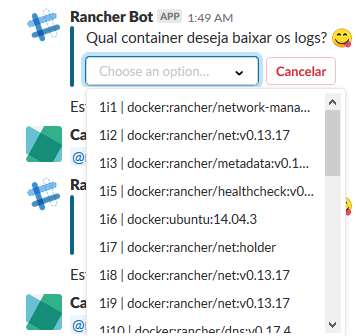 Rancher Bot APP 1:49 AM
Qual container deseja baixar os logs? 😋
Choose an option...
Cancelar
Es
1i1 | docker:rancher/network-mana...
Ca
1i2 | docker:rancher/net:v0.13.17
@
1i3 | docker:rancher/metadata:v0.1...
Ra
1i5 | docker:rancher/healthcheck:v0...
1i6 | docker:ubuntu:14.04.3
1i7 | docker:rancher/net:holder
Es
1i8 | docker:rancher/net:v0.13.17
Ca
1i9 | docker:rancher/net:v0.13.17
@
1i10 | docker:rancher/dns:v0.17.4